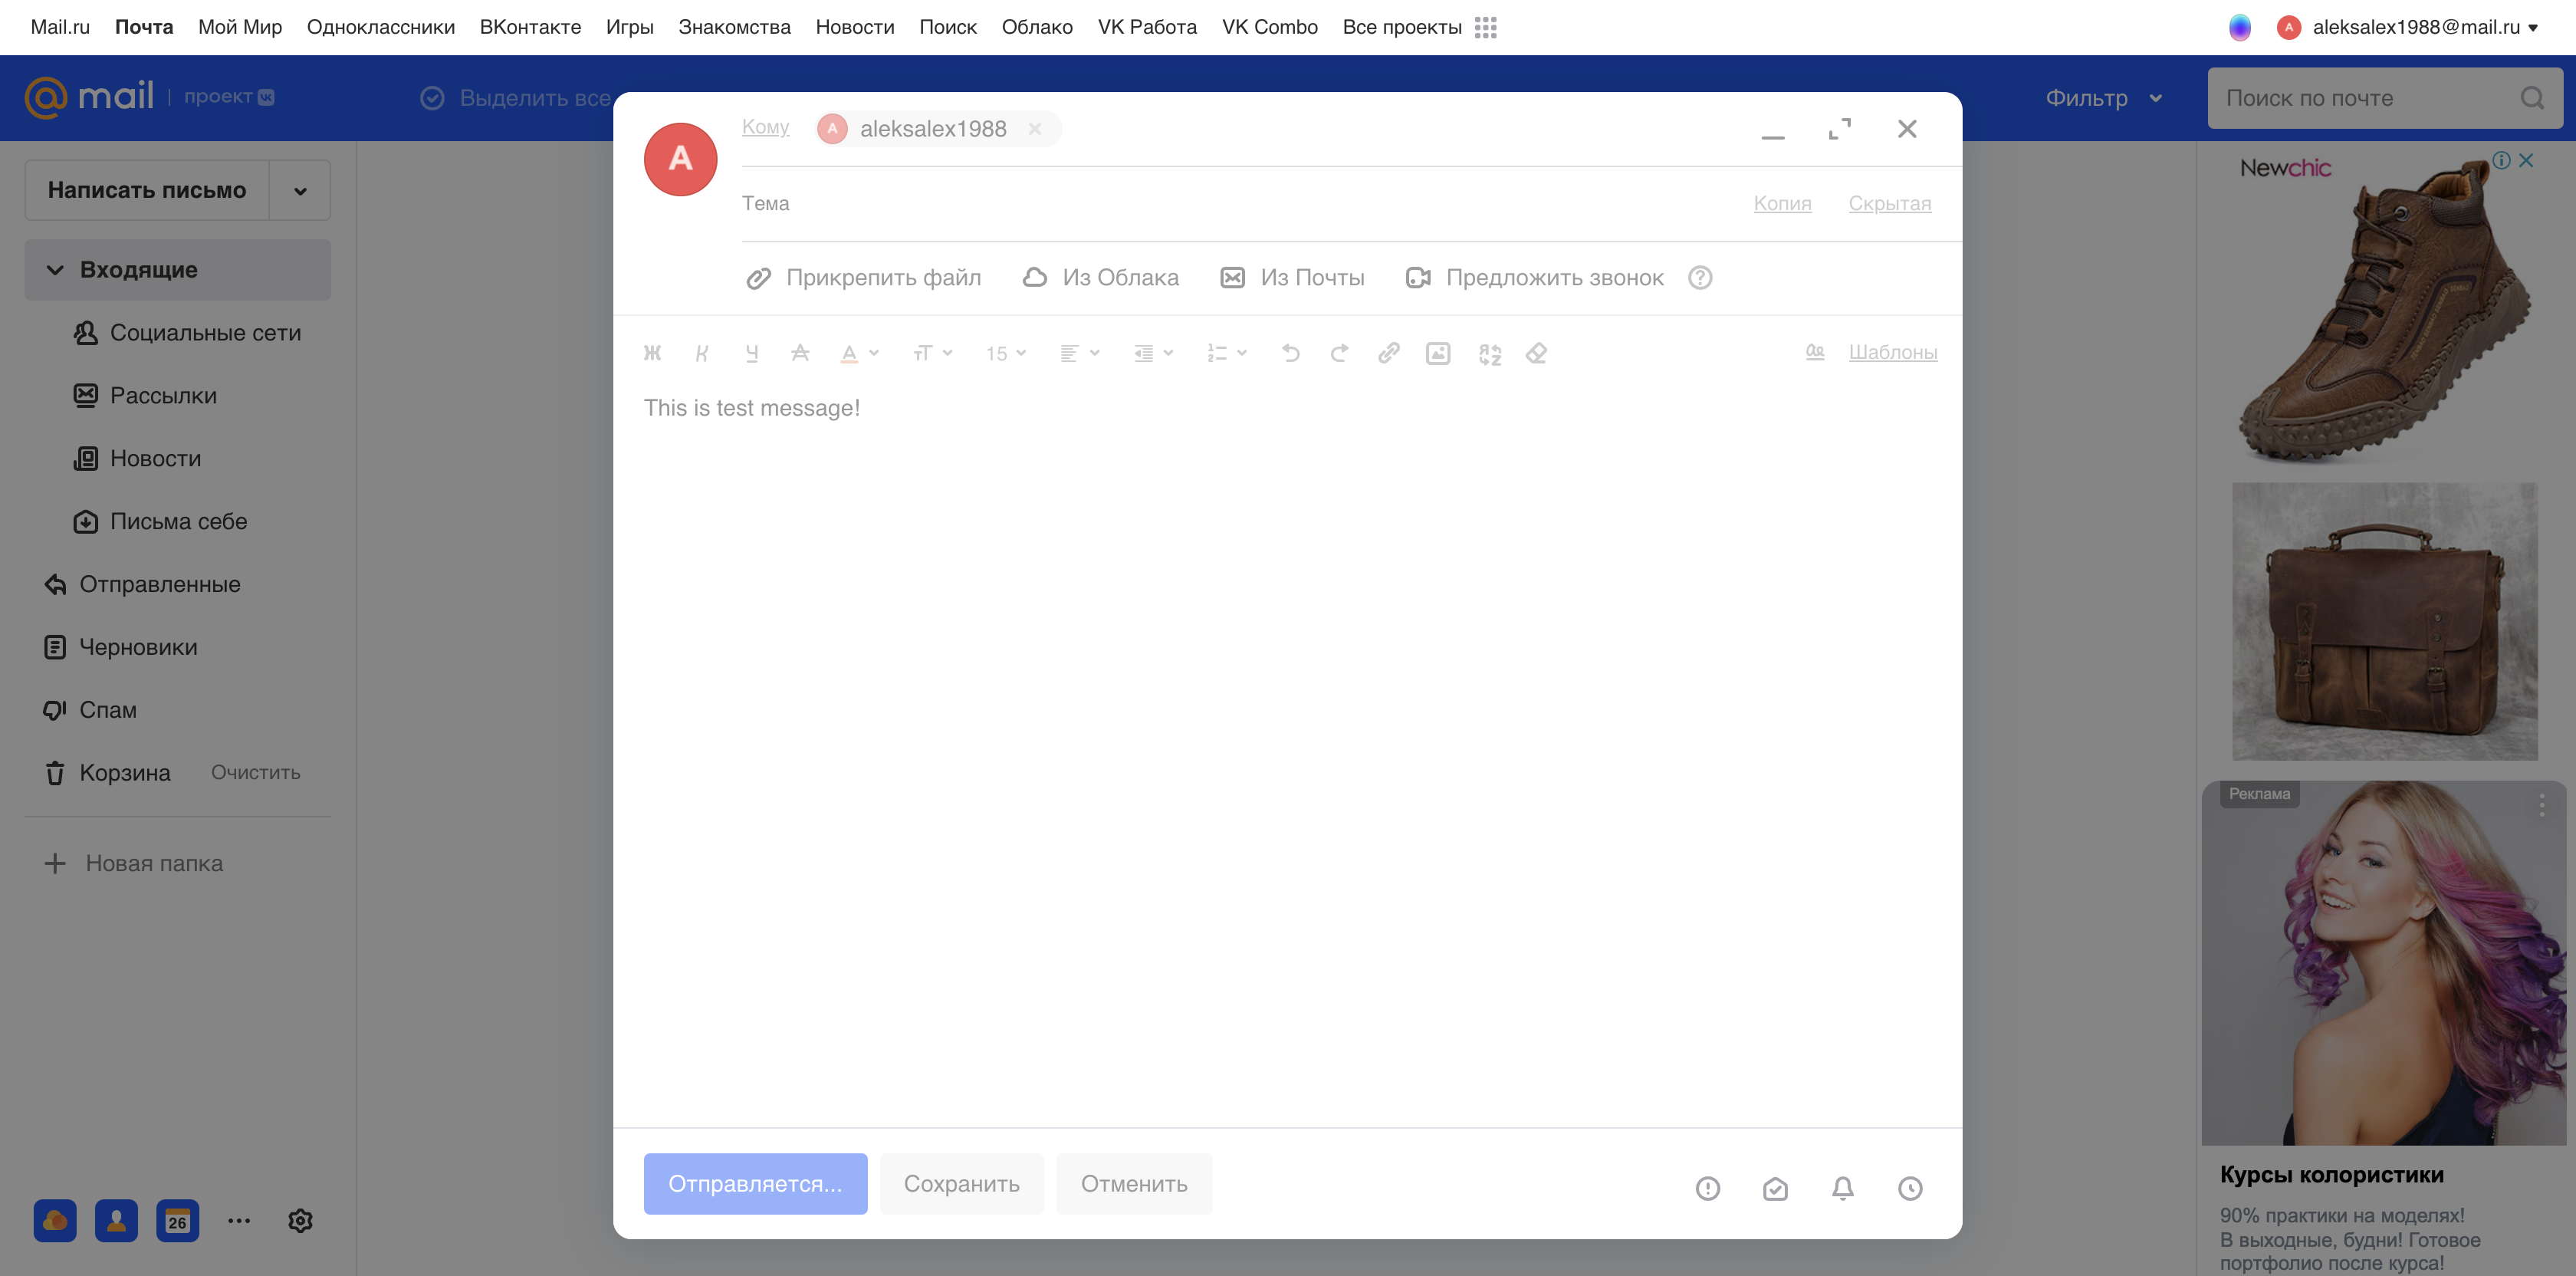 Mail.ru Почта Мой Мир Одноклассники ВКонтакте Игры Знакомства Новости Поиск Облако VK Работа VK Combo Все проекты
A aleksalex1988@mail.ru
@mail | проект VK
Выделить все
Фильтр
Поиск по почте
Написать письмо
Входящие
Социальные сети
Рассылки
Новости
Письма себе
Отправленные
Черновики
Спам
Корзина Очистить
Новая папка
26
A
Кому A aleksalex1988
Тема Копия Скрытая
Прикрепить файл Из Облака Из Почты Предложить звонок ?
Ж К Ч А А тТ 15 Шаблоны
This is test message!
Отправляется... Сохранить Отменить
Newchic
Реклама
Курсы колористики
90% практики на моделях!
В выходные, будни! Готовое
портфолио после курса!